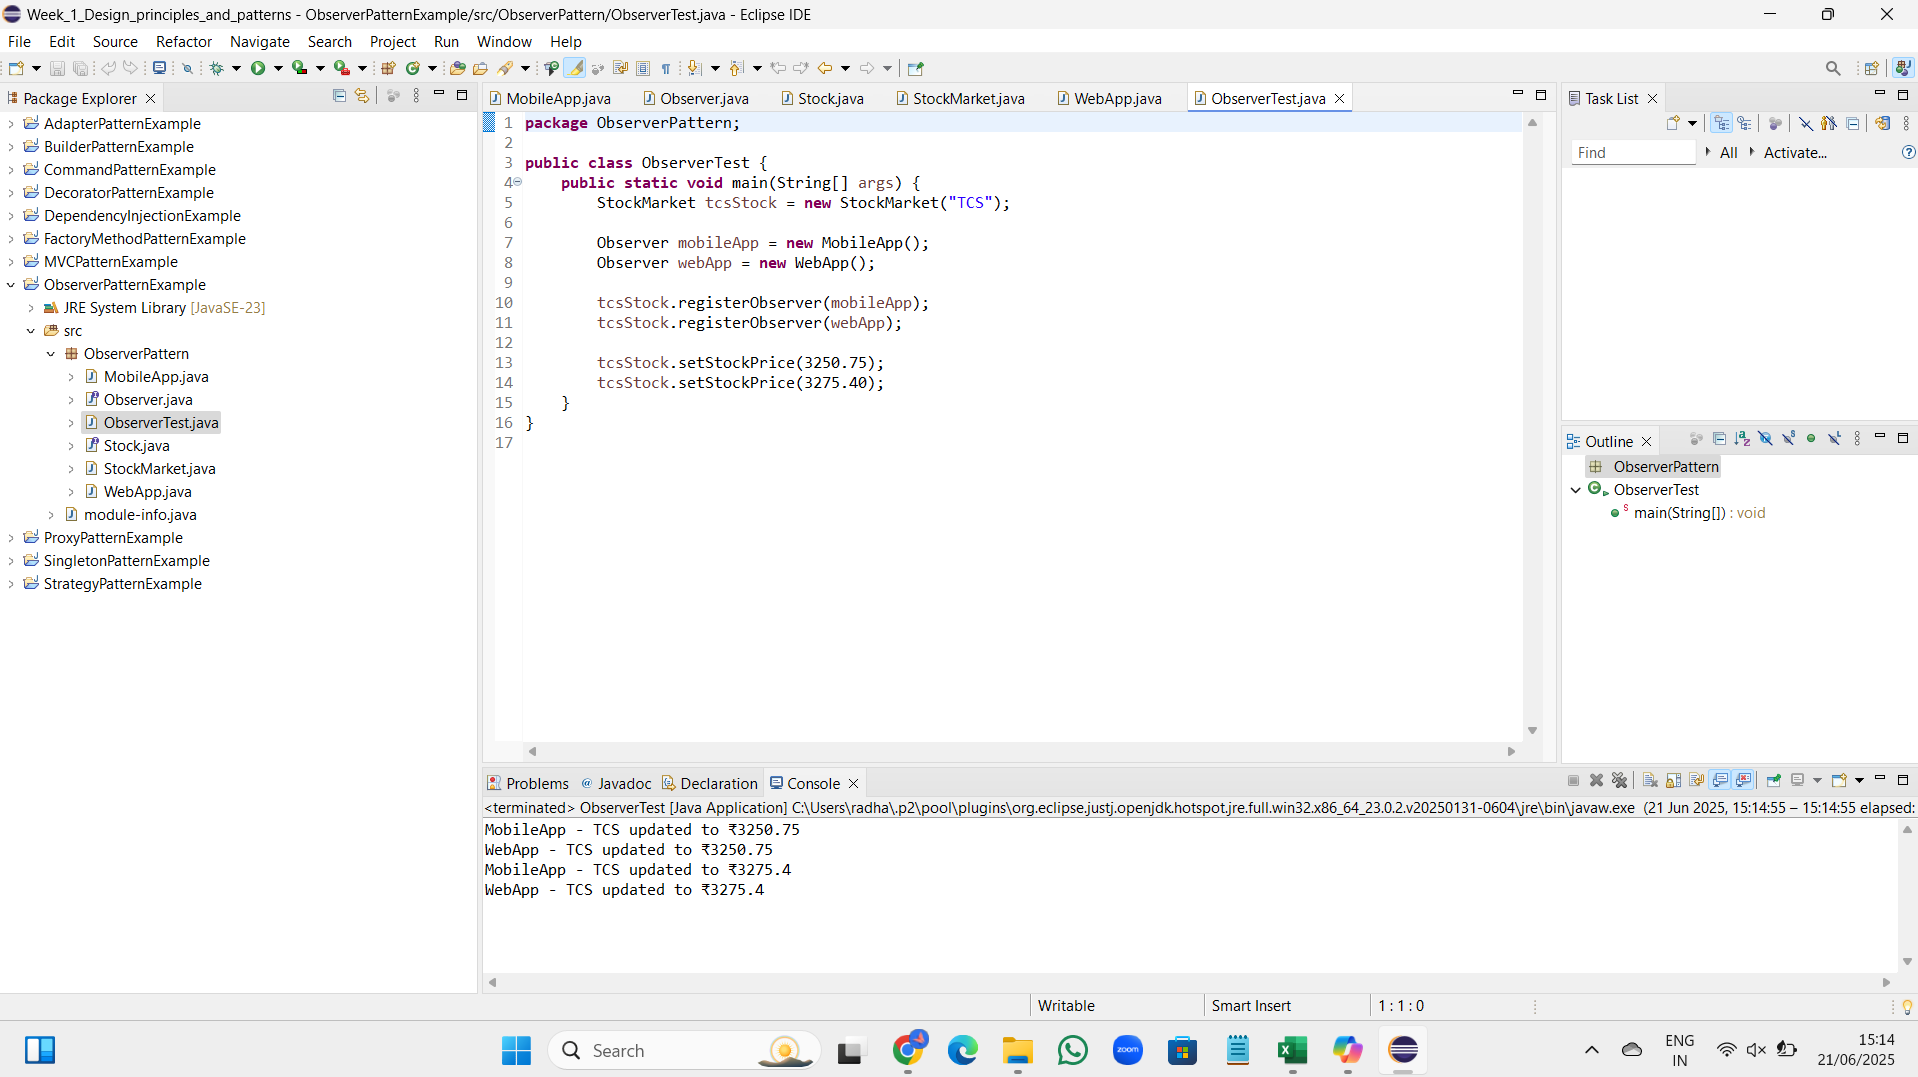 Week_1_Design_principles_and_patterns - ObserverPatternExample/src/ObserverPattern/ObserverTest.java - Eclipse IDE
File Edit Source Refactor Navigate Search Project Run Window Help
Package Explorer
AdapterPatternExample
BuilderPatternExample
CommandPatternExample
DecoratorPatternExample
DependencyInjectionExample
FactoryMethodPatternExample
MVCPatternExample
ObserverPatternExample
JRE System Library [JavaSE-23]
src
ObserverPattern
MobileApp.java
Observer.java
ObserverTest.java
Stock.java
StockMarket.java
WebApp.java
module-info.java
ProxyPatternExample
SingletonPatternExample
StrategyPatternExample
MobileApp.java Observer.java Stock.java StockMarket.java WebApp.java ObserverTest.java
1 package ObserverPattern;
2
3 public class ObserverTest {
4 public static void main(String[] args) {
5 StockMarket tcsStock = new StockMarket("TCS");
6
7 Observer mobileApp = new MobileApp();
8 Observer webApp = new WebApp();
9
10 tcsStock.registerObserver(mobileApp);
11 tcsStock.registerObserver(webApp);
12
13 tcsStock.setStockPrice(3250.75);
14 tcsStock.setStockPrice(3275.40);
15 }
16 }
17
Task List
Find All Activate...
Outline
ObserverPattern
ObserverTest
main(String[]) : void
Problems Javadoc Declaration Console
<terminated> ObserverTest [Java Application] C:\Users\radha\.p2\pool\plugins\org.eclipse.justj.openjdk.hotspot.jre.full.win32.x86_64_23.0.2.v20250131-0604\jre\bin\javaw.exe (21 Jun 2025, 15:14:55 – 15:14:55 elapsed:
MobileApp - TCS updated to ₹3250.75
WebApp - TCS updated to ₹3250.75
MobileApp - TCS updated to ₹3275.4
WebApp - TCS updated to ₹3275.4
Writable Smart Insert 1 : 1 : 0
Search
zoom
ENG
IN
15:14
21/06/2025